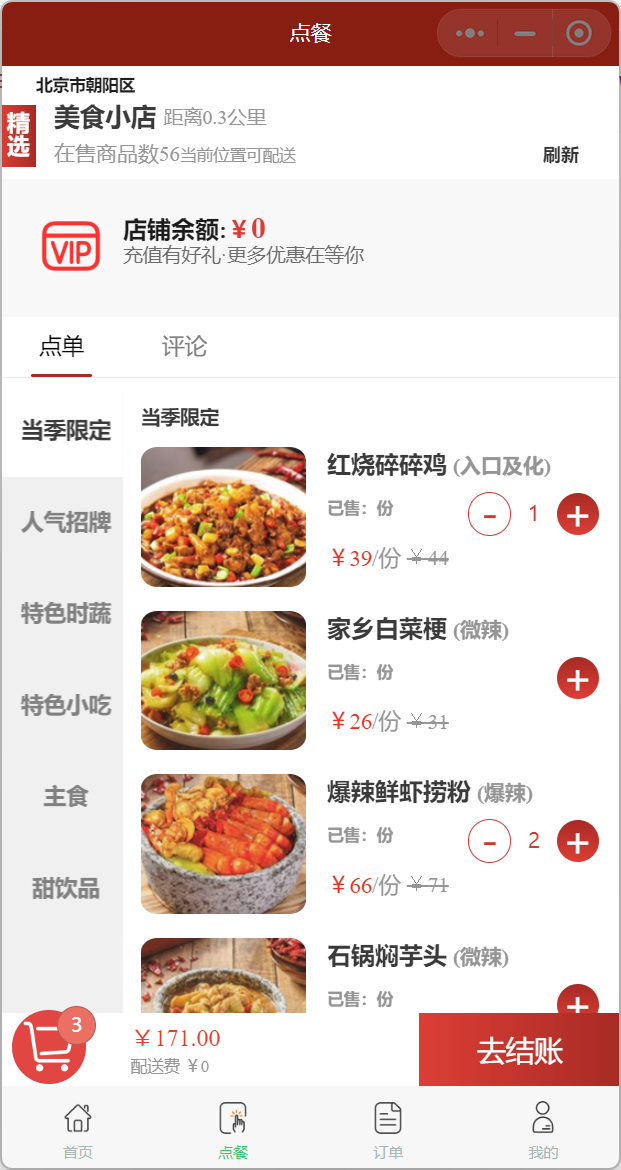 点餐
北京市朝阳区
精选
美食小店 距离0.3公里
在售商品数56当前位置可配送
刷新
VIP
店铺余额:￥0
充值有好礼·更多优惠在等你
点单
评论
当季限定
人气招牌
特色时蔬
特色小吃
主食
甜饮品
当季限定
红烧碎碎鸡 (入口及化)
已售：份
- 1 +
￥39/份 ￥44
家乡白菜梗 (微辣)
已售：份
+
￥26/份 ￥31
爆辣鲜虾捞粉 (爆辣)
已售：份
- 2 +
￥66/份 ￥71
石锅焖芋头 (微辣)
已售：份
+
3
￥171.00
配送费 ￥0
去结账
首页
点餐
订单
我的